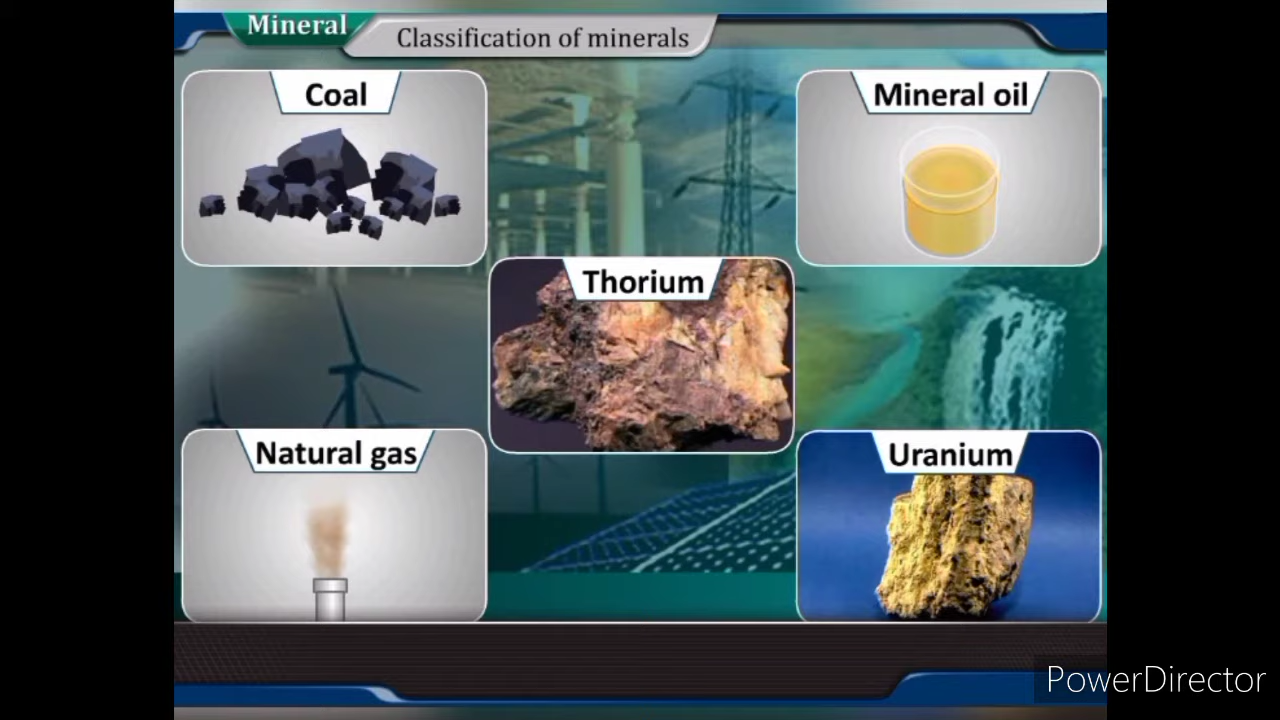 Mineral
Classification of minerals
Coal
Mineral oil
Thorium
Natural gas
Uranium
PowerDirector